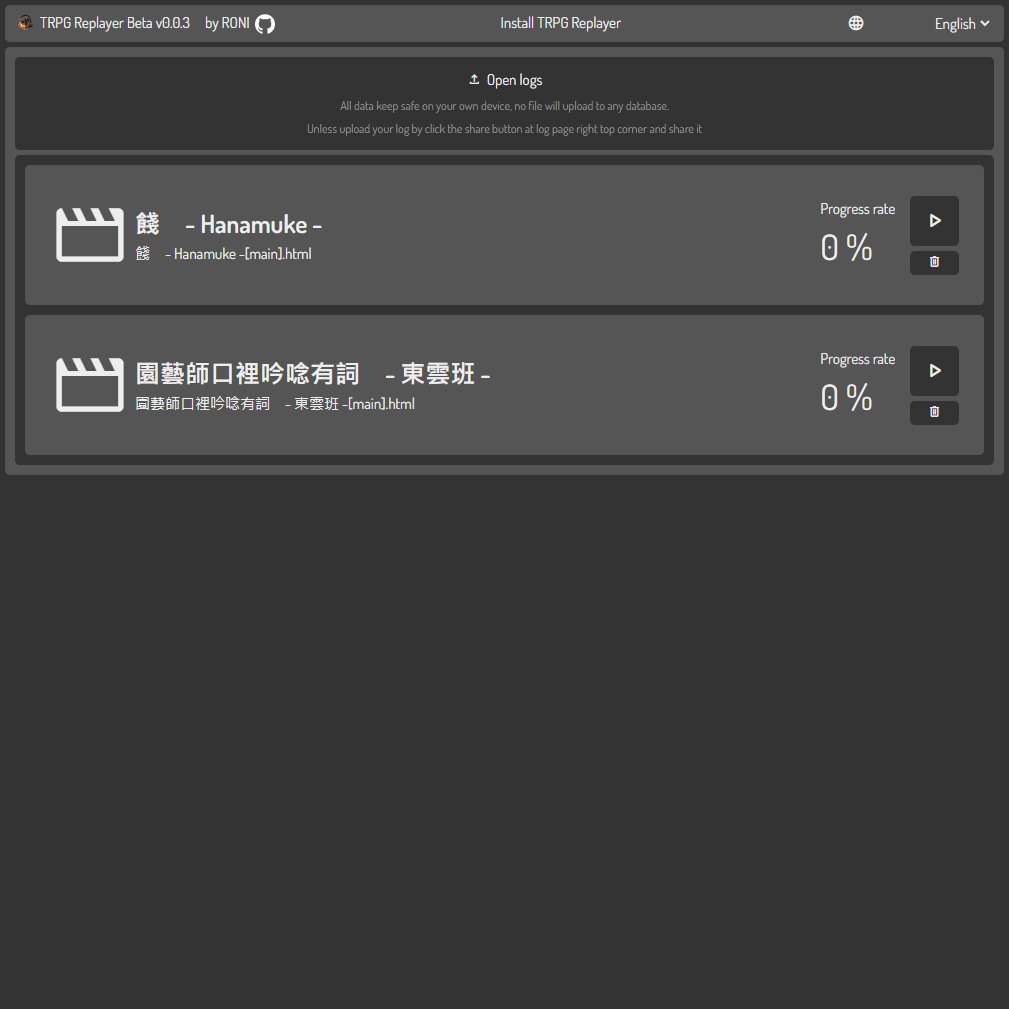 TRPG Replayer Beta v0.0.3 by RONI Install TRPG Replayer English
Open logs
All data keep safe on your own device, no file will upload to any database.
Unless upload your log by click the share button at log page right top corner and share it
餞　- Hanamuke -
餞　- Hanamuke -[main].html
Progress rate
0 %
園藝師口裡吟唸有詞　- 東雲班 -
園藝師口裡吟唸有詞　- 東雲班 -[main].html
Progress rate
0 %